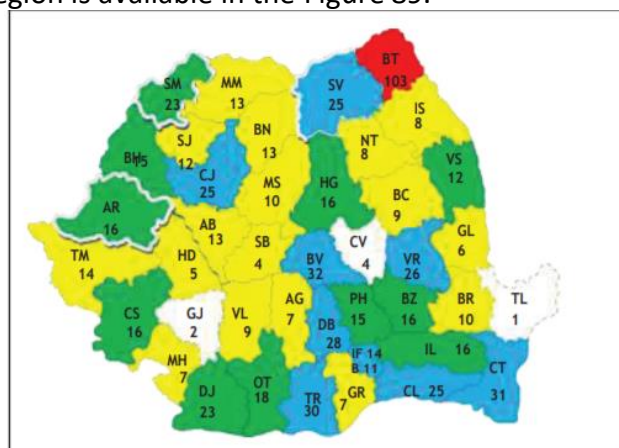 egion is available in the Figure 89.
BT
103
SM
23
MM
13
SV
25
IS
8
BN
13
SJ
12
NT
8
BH
15
CJ
25
VS
12
MS
10
HG
16
BC
9
AR
16
AB
13
SB
4
CV
4
GL
6
TM
14
HD
5
BV
32
VR
26
CS
16
GJ
2
VL
9
AG
7
PH
15
BZ
16
BR
10
TL
1
DB
28
MH
7
IF 14
B 11
IL 16
CT
31
DJ
23
OT
18
TR
30
GR
7
CL 25